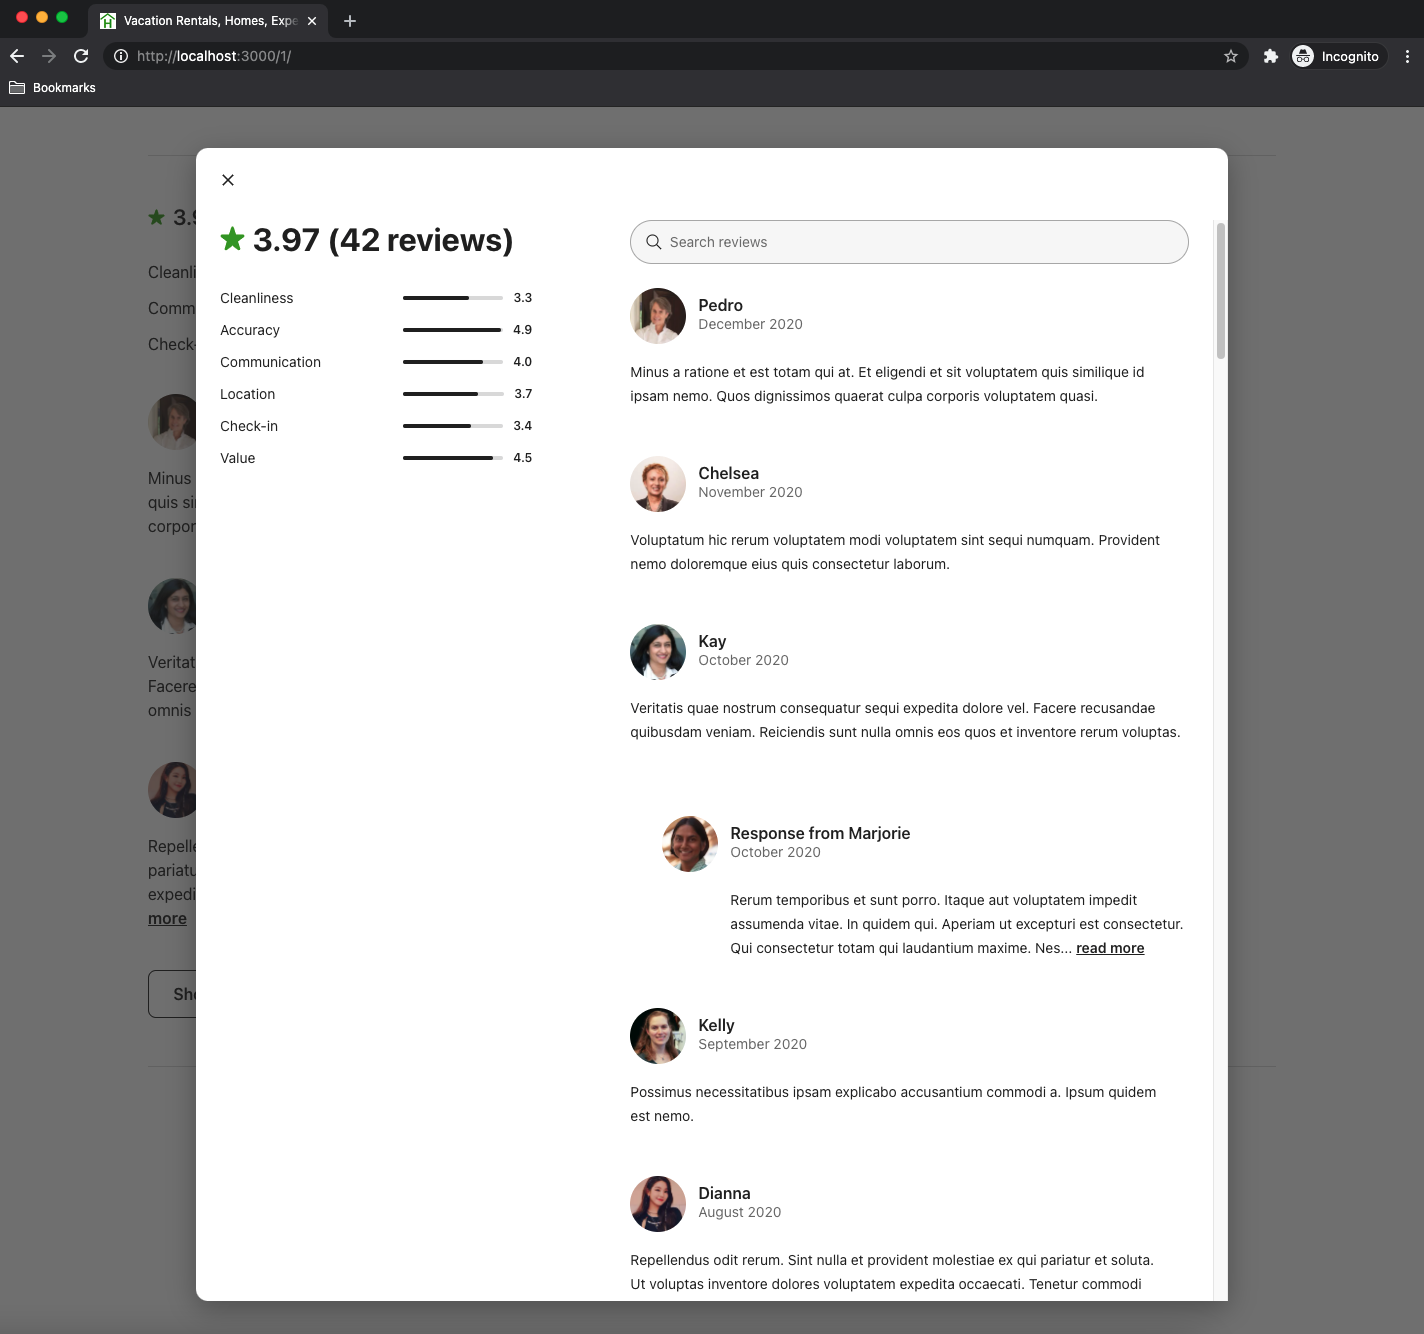 Vacation Rentals, Homes, Expe
http://localhost:3000/1/
Incognito
Bookmarks
3.9
Cleanli
Comm
Check-
Minus
quis si
corpor
Veritat
Facere
omnis
Repelle
pariatu
expedi
more
Sho
3.97 (42 reviews)
Cleanliness 3.3
Accuracy 4.9
Communication 4.0
Location 3.7
Check-in 3.4
Value 4.5
Search reviews
Pedro
December 2020
Minus a ratione et est totam qui at. Et eligendi et sit voluptatem quis similique id
ipsam nemo. Quos dignissimos quaerat culpa corporis voluptatem quasi.
Chelsea
November 2020
Voluptatum hic rerum voluptatem modi voluptatem sint sequi numquam. Provident
nemo doloremque eius quis consectetur laborum.
Kay
October 2020
Veritatis quae nostrum consequatur sequi expedita dolore vel. Facere recusandae
quibusdam veniam. Reiciendis sunt nulla omnis eos quos et inventore rerum voluptas.
Response from Marjorie
October 2020
Rerum temporibus et sunt porro. Itaque aut voluptatem impedit
assumenda vitae. In quidem qui. Aperiam ut excepturi est consectetur.
Qui consectetur totam qui laudantium maxime. Nes... read more
Kelly
September 2020
Possimus necessitatibus ipsam explicabo accusantium commodi a. Ipsum quidem
est nemo.
Dianna
August 2020
Repellendus odit rerum. Sint nulla et provident molestiae ex qui pariatur et soluta.
Ut voluptas inventore dolores voluptatem expedita occaecati. Tenetur commodi